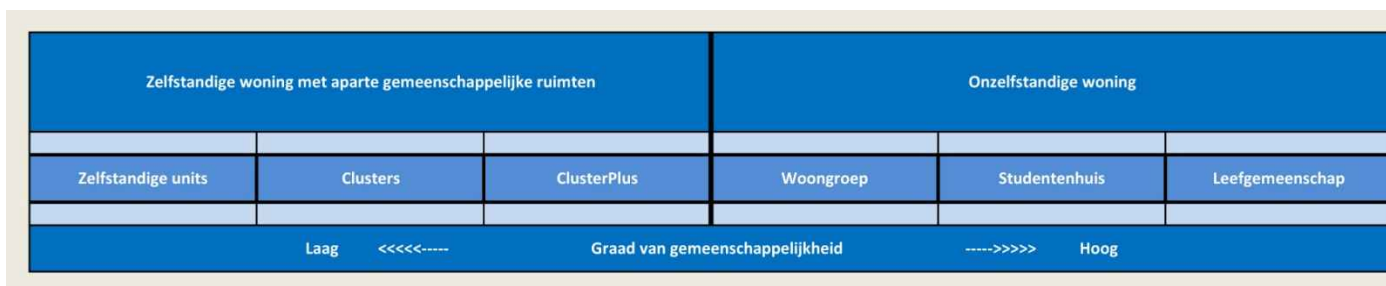 Zelfstandige woning met aparte gemeenschappelijke ruimten Onzelfstandige woning
Zelfstandige units Clusters ClusterPlus Woongroep Studentenhuis Leefgemeenschap
Laag <<<<<----- Graad van gemeenschappelijkheid ----->>>>> Hoog